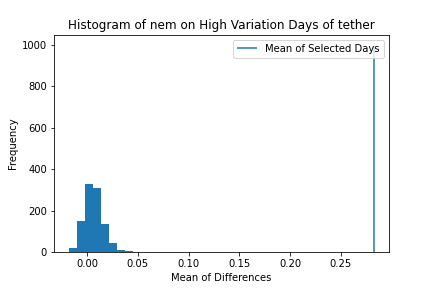 Histogram of nem on High Variation Days of tether
Mean of Selected Days
1000
800
600
400
200
0
Frequency
0.00 0.05 0.10 0.15 0.20 0.25
Mean of Differences